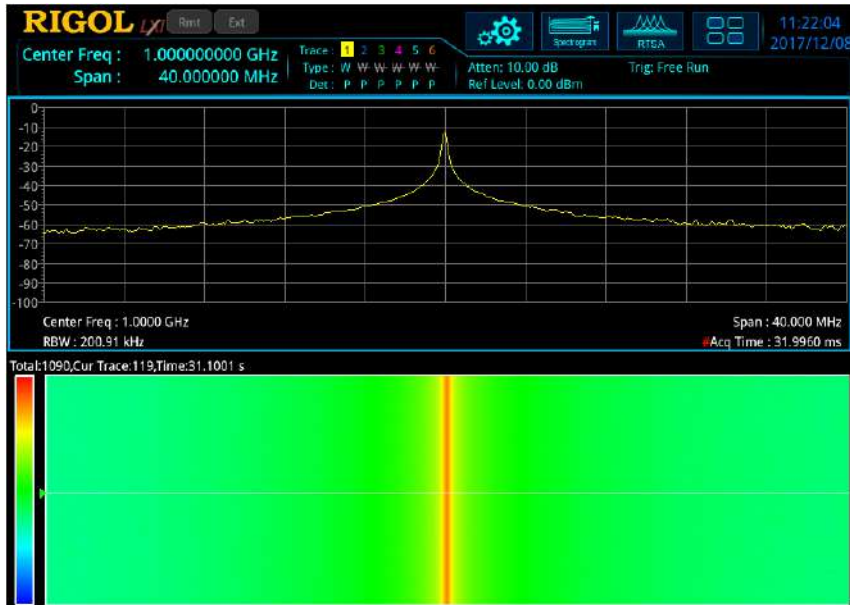 RIGOL LXI Rmt Ext
Center Freq : 1.000000000 GHz
Span : 40.000000 MHz
Trace : 1 2 3 4 5 6
Type : W W W W W W
Det : P P P P P P
Spectrogram
RTSA
11:22:04
2017/12/08
Atten: 10.00 dB
Trig: Free Run
Ref Level: 0.00 dBm
0
-10
-20
-30
-40
-50
-60
-70
-80
-90
-100
Center Freq : 1.0000 GHz
Span : 40.000 MHz
RBW : 200.91 kHz
#Acq Time : 31.9960 ms
Total:1090,Cur Trace:119,Time:31.1001 s